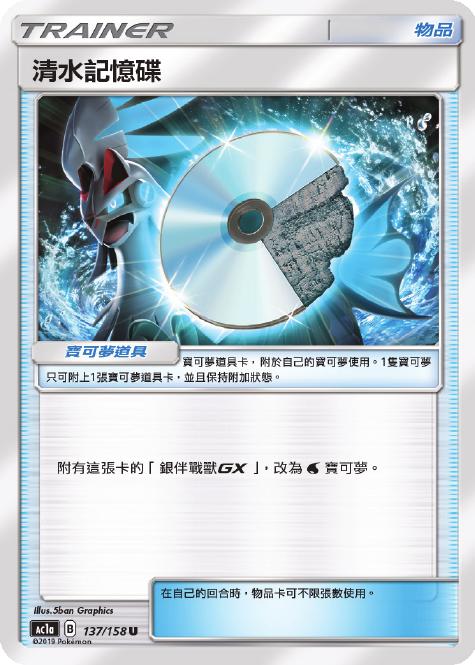 TRAINER
物品
清水記憶碟
寶可夢道具
寶可夢道具卡，附於自己的寶可夢使用。1隻寶可夢
只可附上1張寶可夢道具卡，並且保持附加狀態。
附有這張卡的「 銀伴戰獸GX 」，改為 寶可夢。
在自己的回合時，物品卡可不限張數使用。
Illus.5ban Graphics
AC1a B 137/158 U
©2019 Pokémon